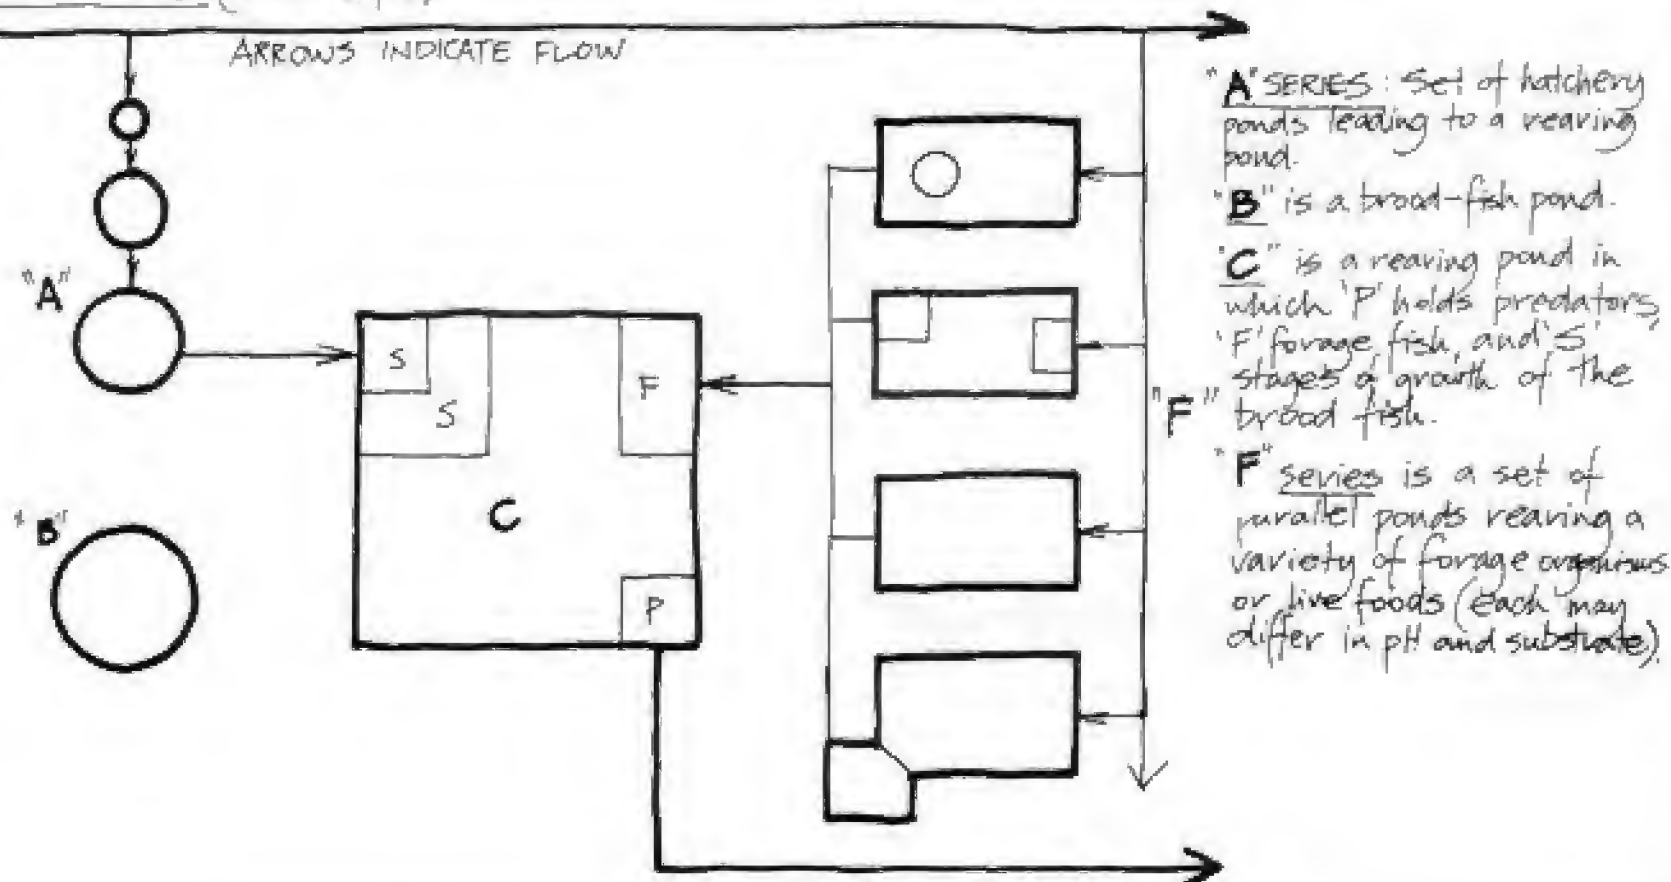 ARROWS INDICATE FLOW
"A" SERIES: Set of hatchery
ponds leading to a rearing
pond.
"B" is a brood-fish pond.
"C" is a rearing pond in
which 'P' holds predators,
'F' forage fish, and 'S'
stages of growth of the
brood fish.
"F" series is a set of
parallel ponds rearing a
variety of forage organisms
or live foods (each may
differ in pH and substrate).
"A"
S
S
F
"F"
C
"B"
P